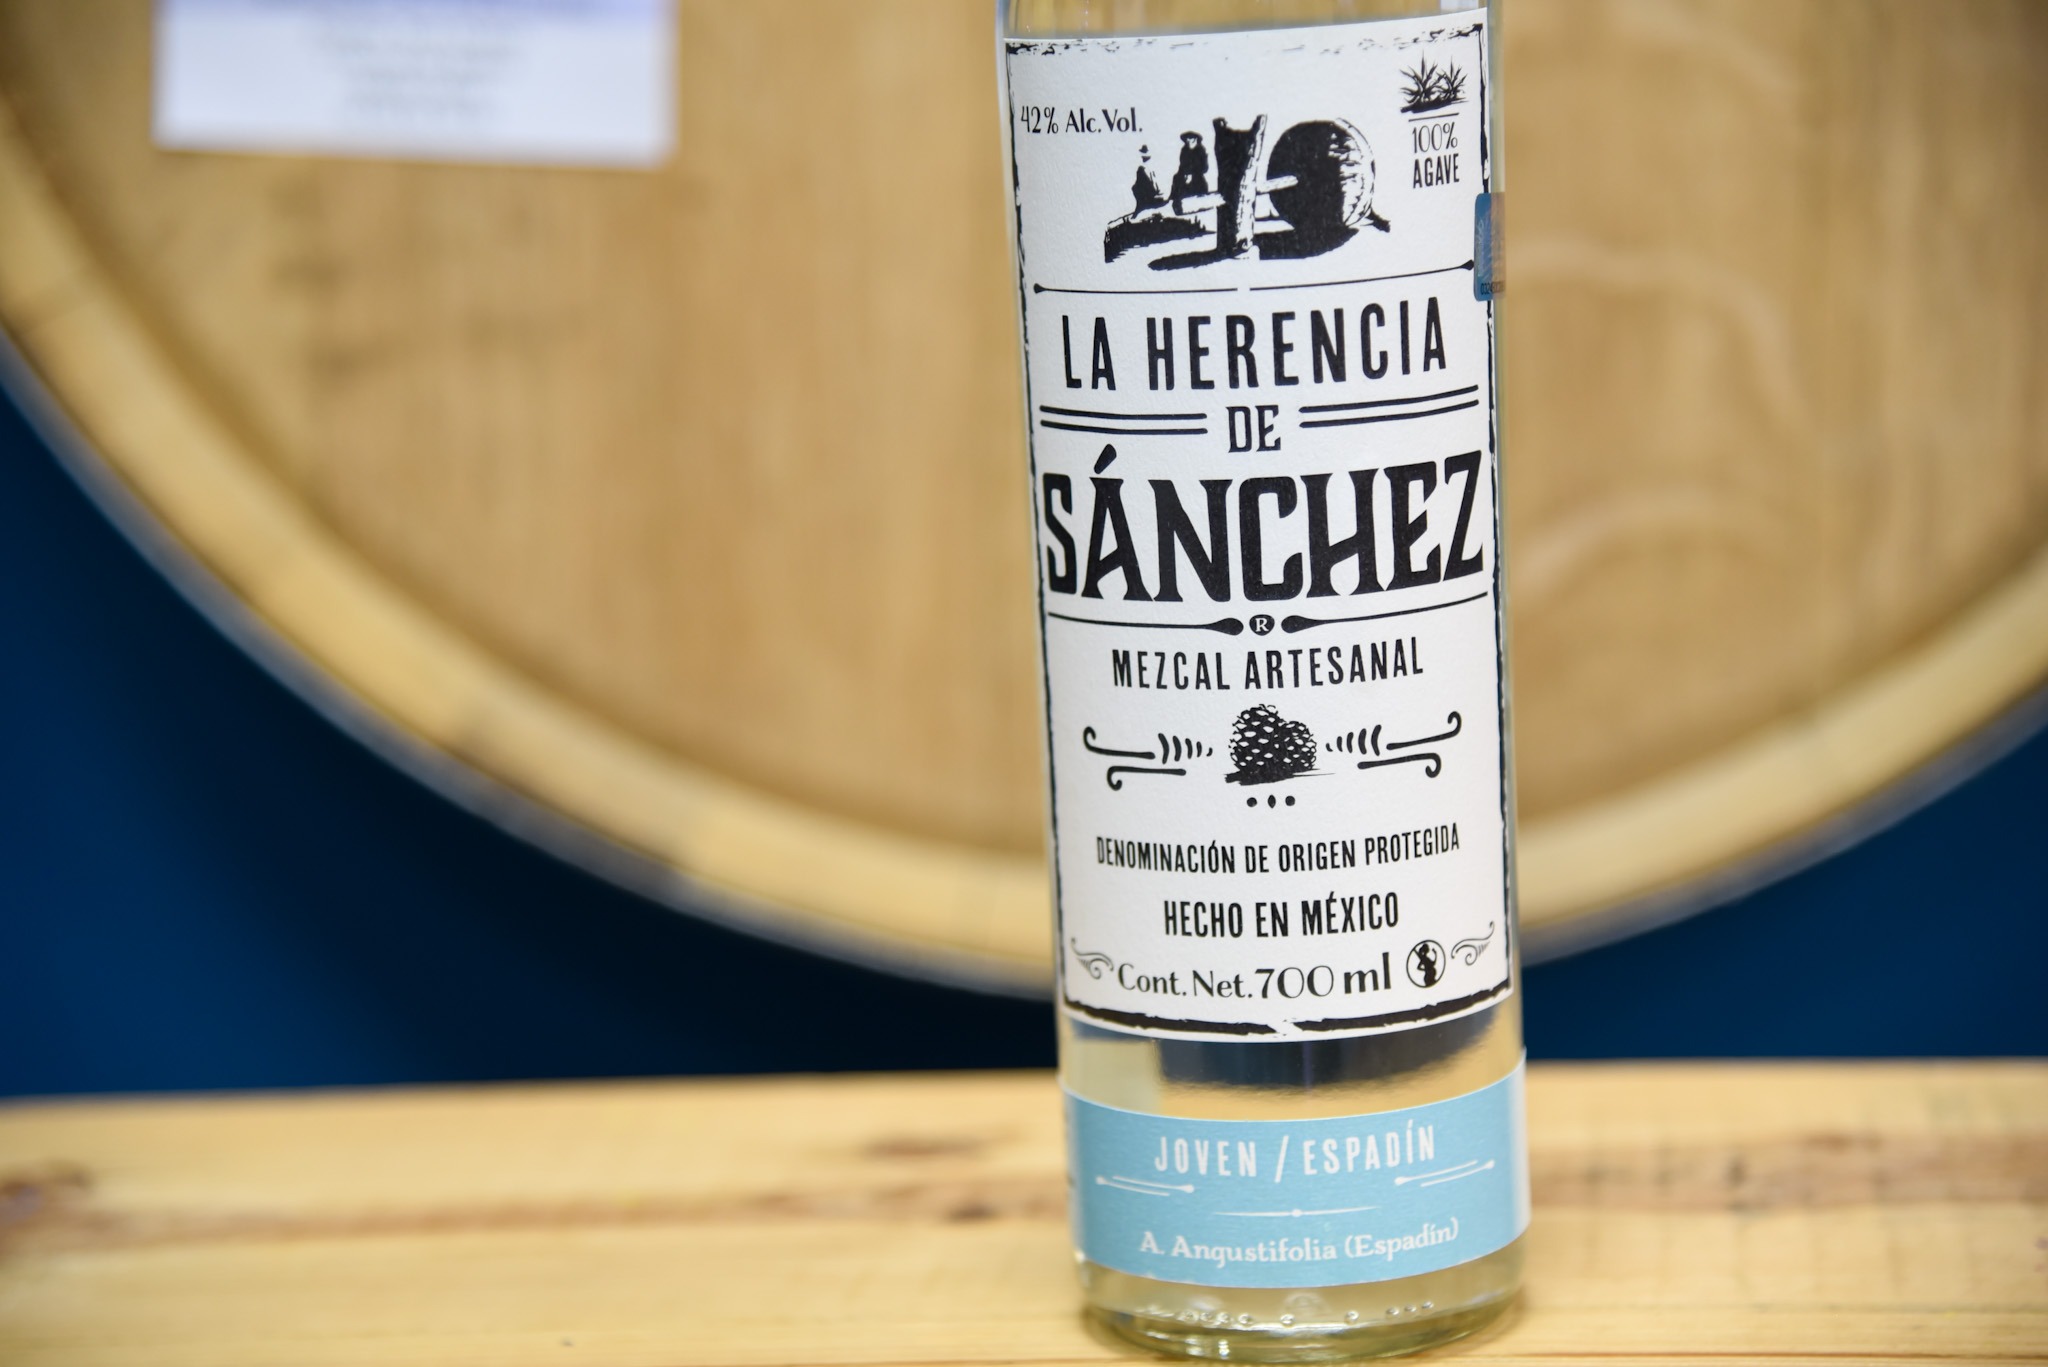 42% Alc.Vol.
100%
AGAVE
LA HERENCIA
DE
SÁNCHEZ
R
MEZCAL ARTESANAL
DENOMINACIÓN DE ORIGEN PROTEGIDA
HECHO EN MÉXICO
Cont. Net. 700 ml
JOVEN / ESPADÍN
A. Angustifolia (Espadín)